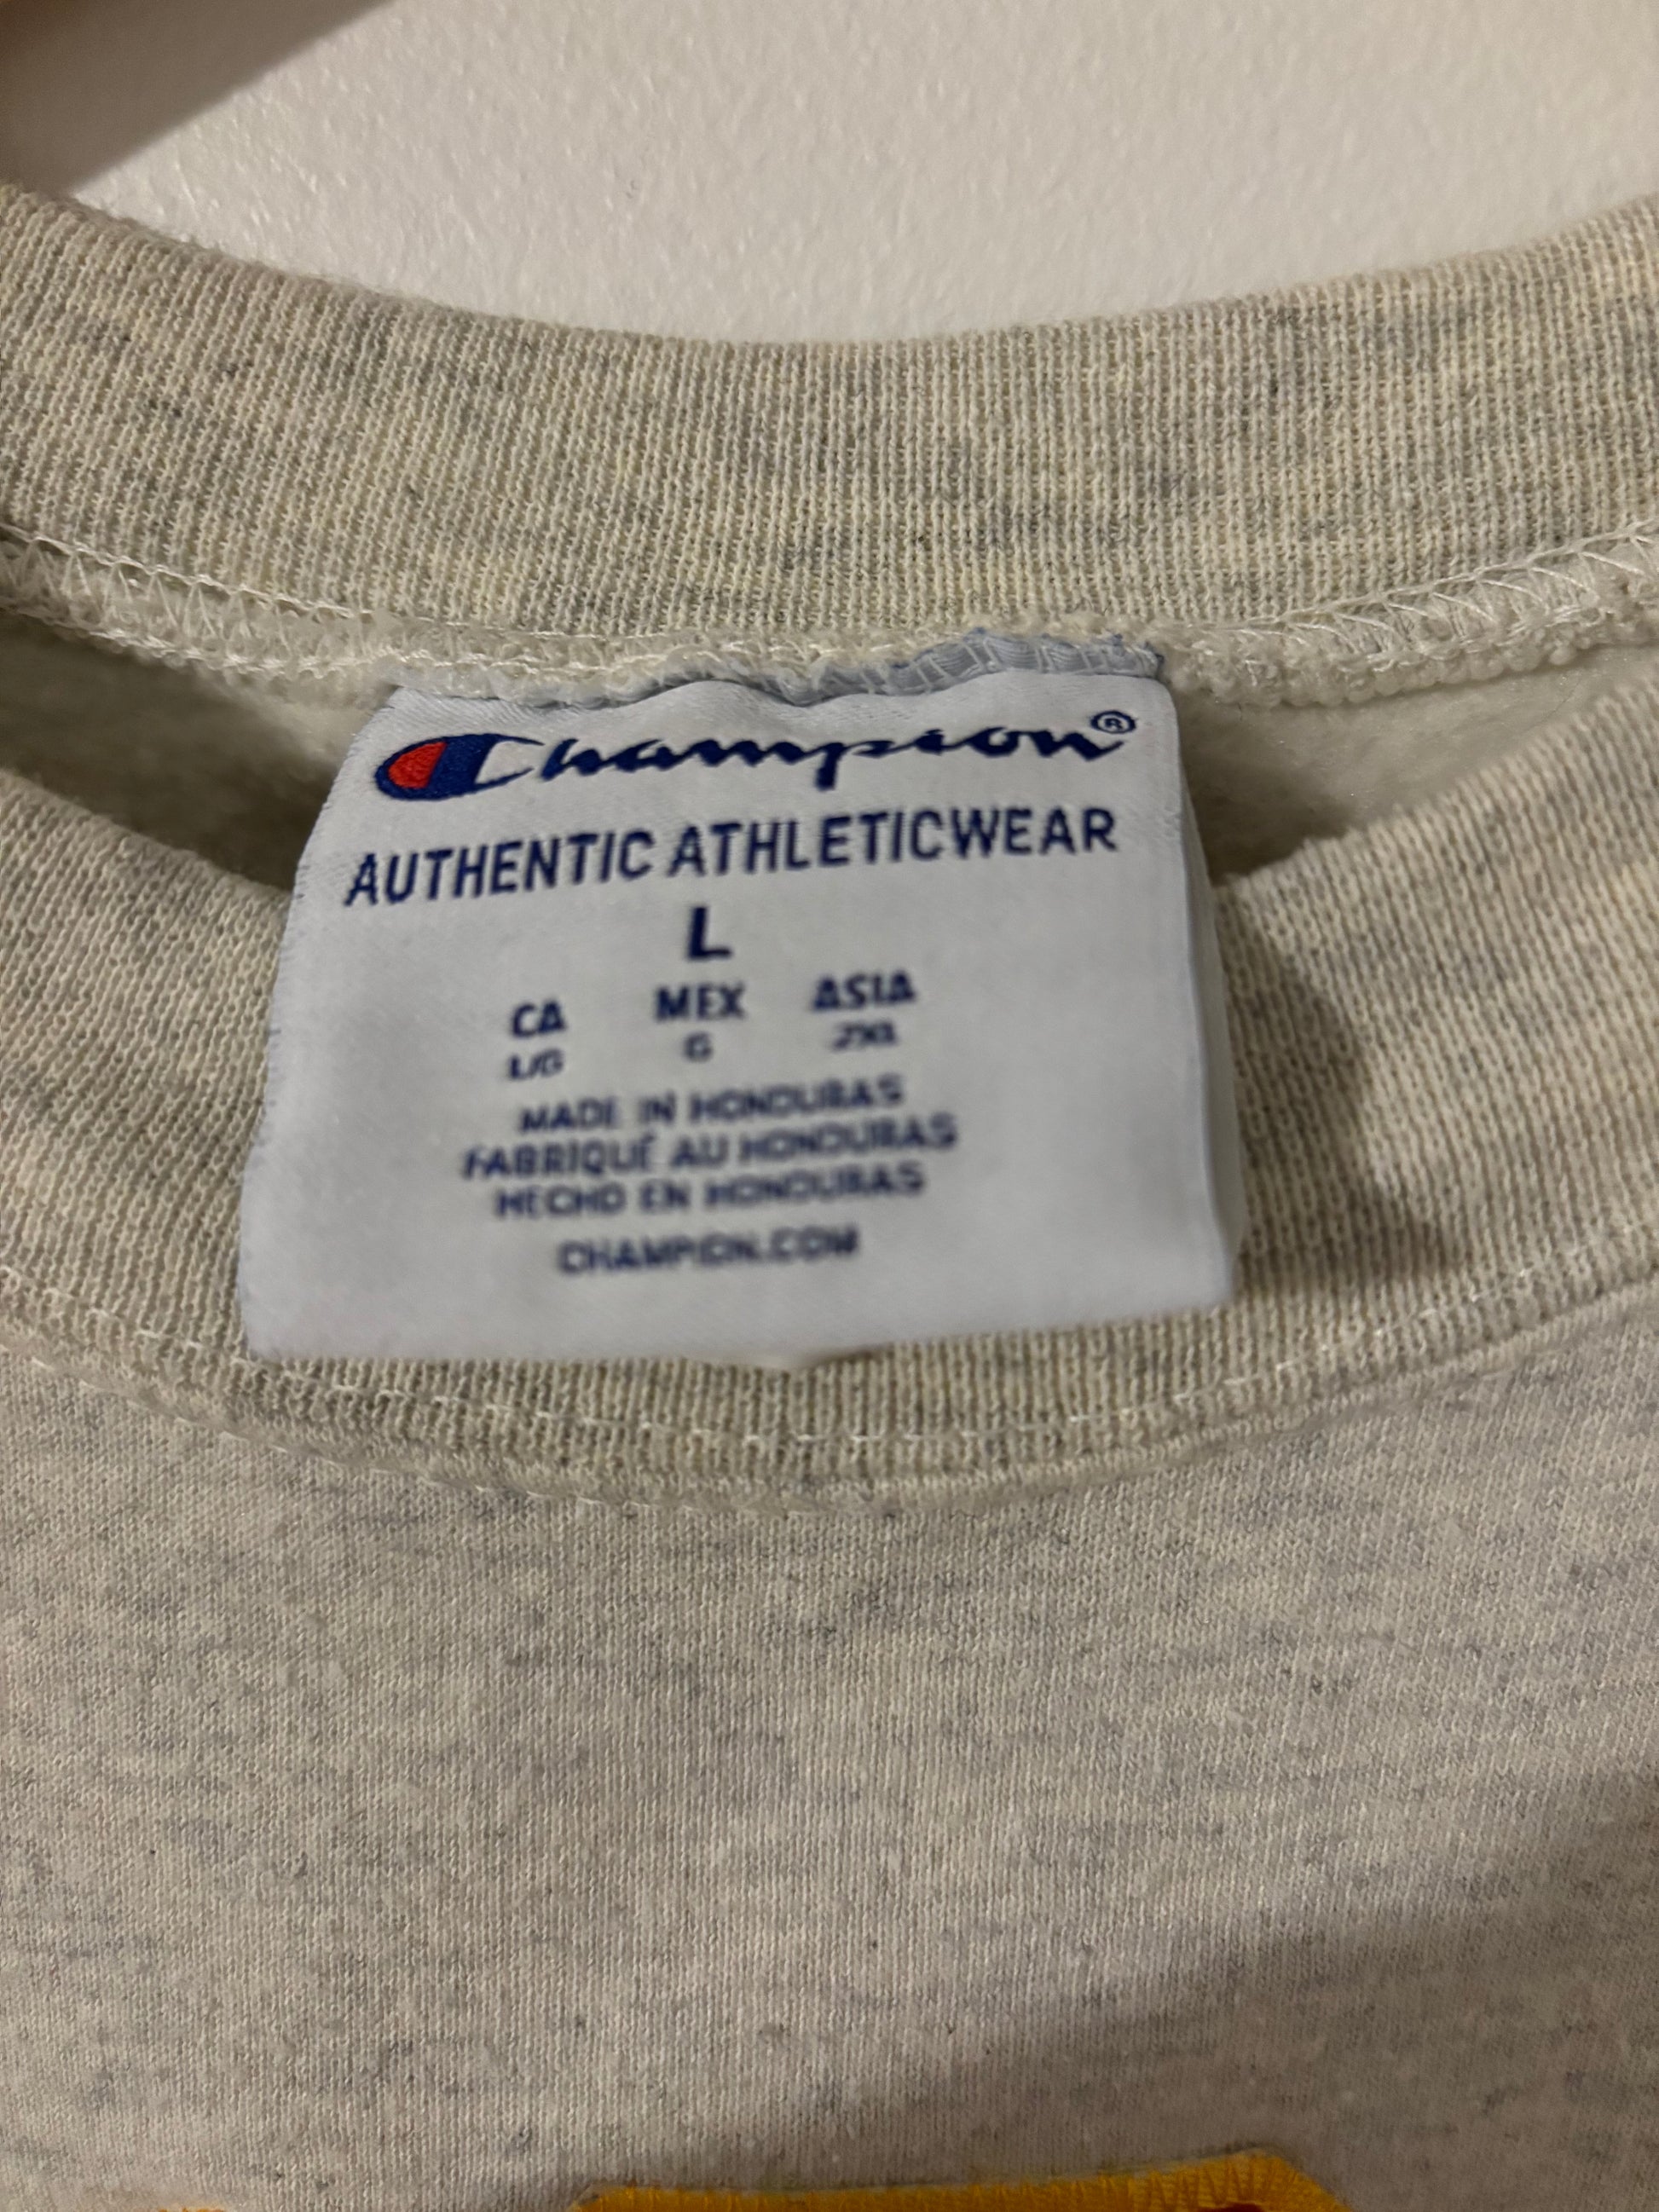 Champion®
AUTHENTIC ATHLETICWEAR
L
CA MEX ASIA
L/G G 2XL
MADE IN HONDURAS
FABRIQUÉ AU HONDURAS
HECHO EN HONDURAS
CHAMPION.COM